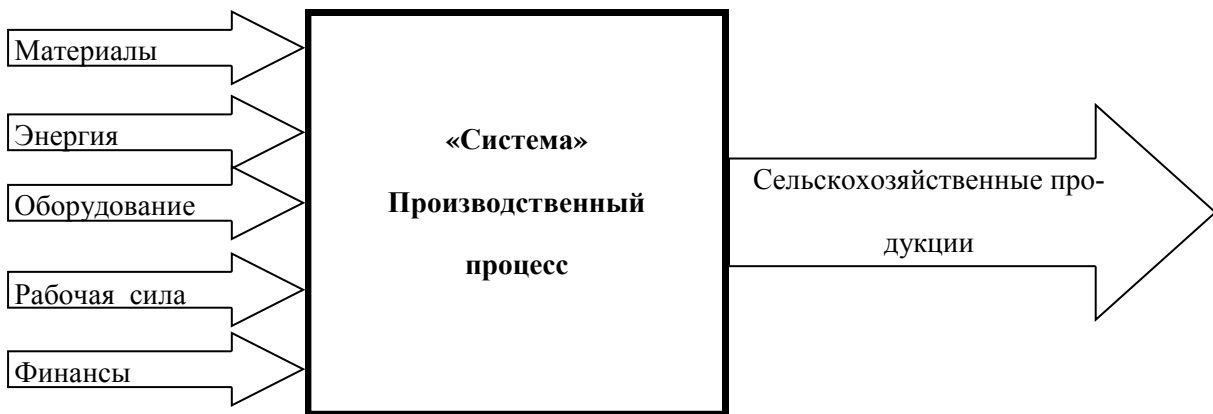 Материалы
Энергия
Оборудование
Рабочая сила
Финансы
«Система»
Производственный
процесс
Сельскохозяйственные про-
дукции